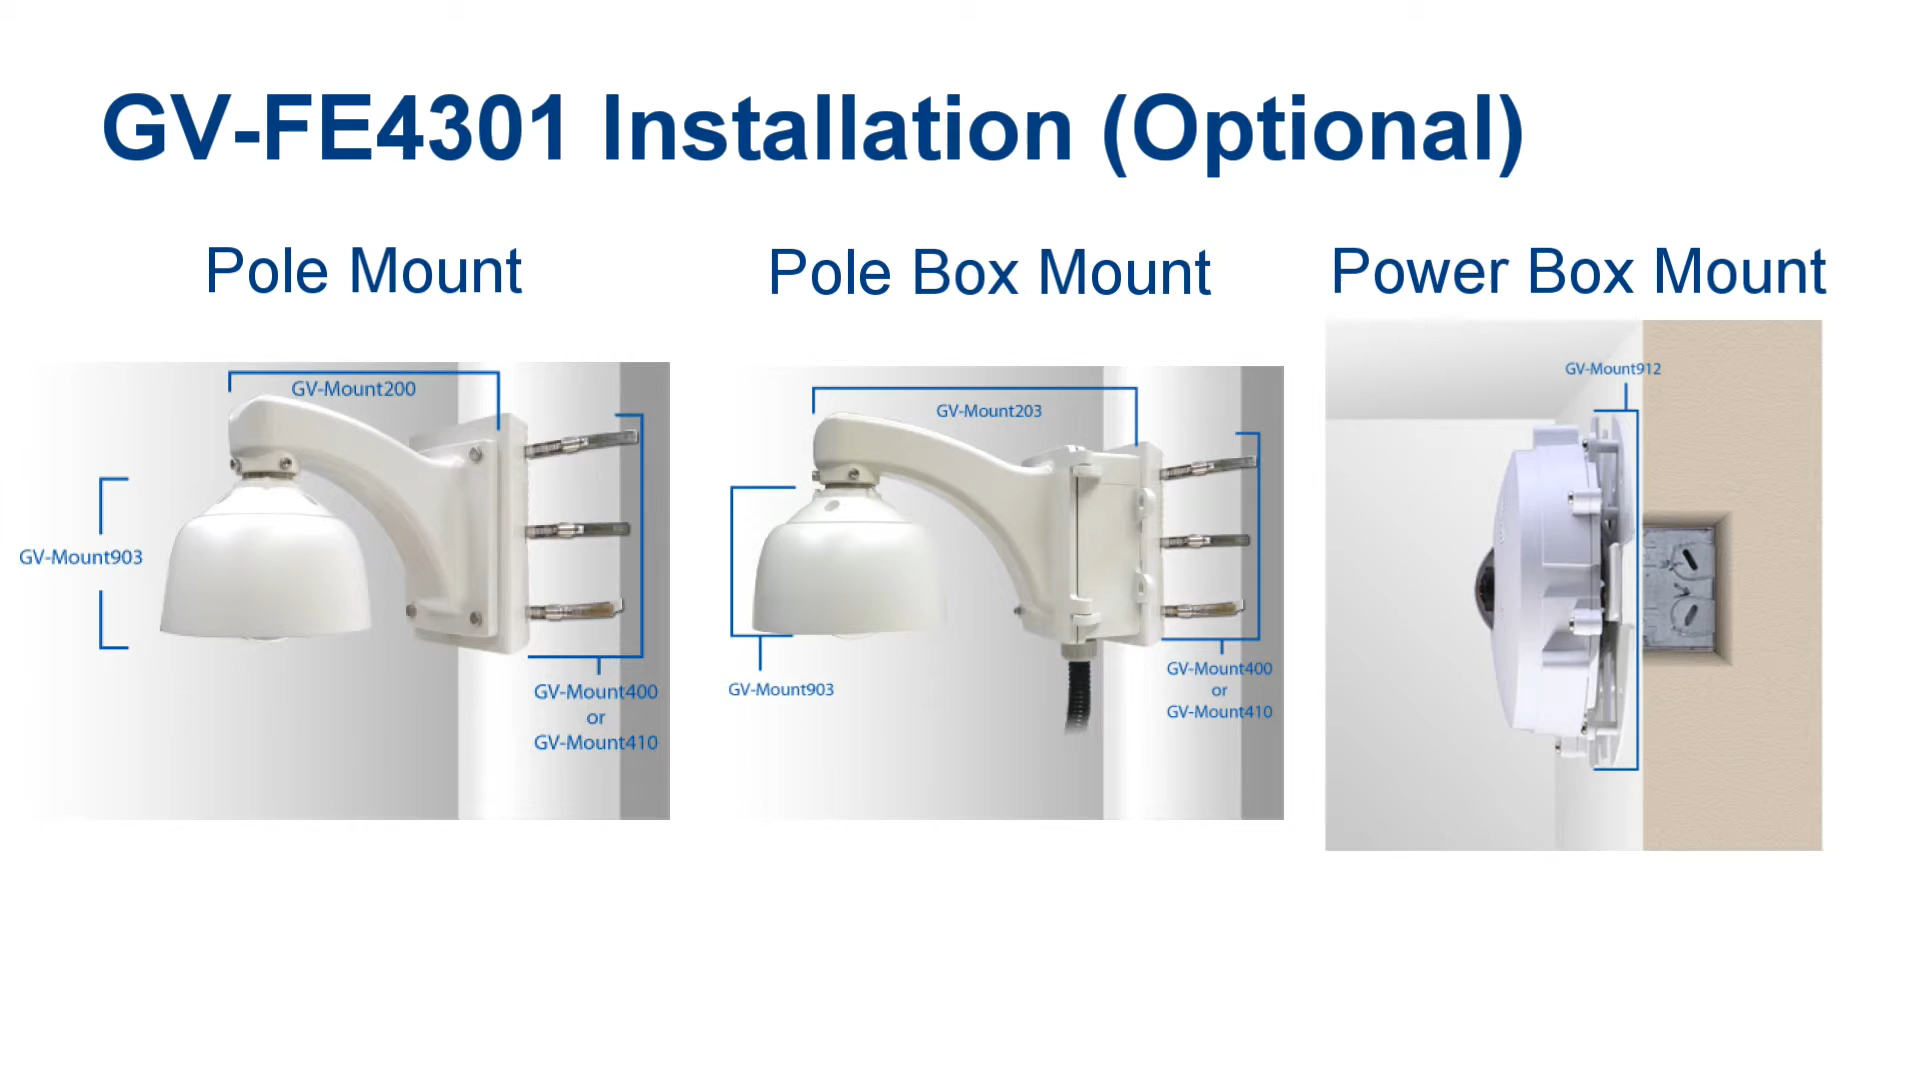 GV-FE4301 Installation (Optional)
Pole Mount
GV-Mount200
GV-Mount903
GV-Mount400
or
GV-Mount410
Pole Box Mount
GV-Mount203
GV-Mount903
GV-Mount400
or
GV-Mount410
Power Box Mount
GV-Mount912